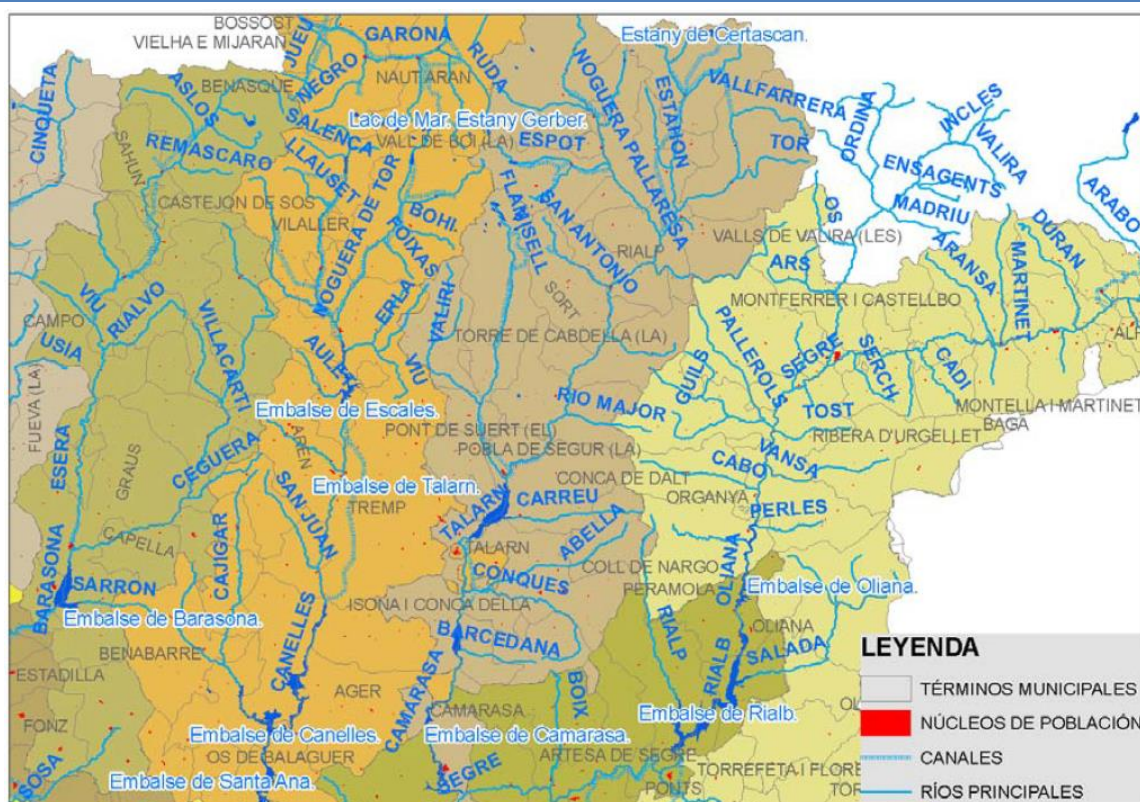 BOSSOST
VIELHA E MIJARAN
JUEU
GARONA
NEGRO
NAUT ARAN
RUDA
Estany de Certascan.
CINQUETA
ASLOS
BENASQUE
SALENCA
Lac de Mar.
Estany Gerber.
NOGUERA PALLARESA
ESTAHON
VALLFARRERA
ORDINA
INCLES
VALIRA
SAHUN
REMASCARO
LLAUSET
VALL DE BOI (LA)
ESPOT
TOR
ENSAGENTS
ARABO
CASTEJON DE SOS
VILALLER
NOGUERA DE TOR
BOHI.
FOIXAS
FLAMISELL
SAN ANTONIO
RIALP
OS
MADRIU
VALLS DE VALIRA (LES)
ARS
ARANSA
MARTINET
DURAN
MONTFERRER I CASTELLBO
VIU
RIALVO
CAMPO
USIA
VILLACARTI
ERLA
VALIRI
SORT
TORRE DE CABDELLA (LA)
PALLEROLS
SEGRE
SERCH
CADI
AULET
VIU
GUILS
FUEVA (LA)
Embalse de Escales.
RIO MAJOR
TOST
MONTELLA I MARTINET
BAGA
PONT DE SUERT (EL)
RIBERA D'URGELLET
POBLA DE SEGUR (LA)
ESERA
GRAUS
CEGUERA
AREN
SAN JUAN
Embalse de Talarn.
CONCA DE DALT
CABO
VANSA
ORGANYA
TREMP
TALARN
CARREU
PERLES
CAJIGAR
CAPELLA
TALARN
ABELLA
COLL DE NARGO
PERAMOLA
OLIANA
Embalse de Oliana.
BARASONA
SARRON
CONQUES
ISONA I CONCA DELLA
Embalse de Barasona.
CANELLES
BARCEDANA
RIALP
OLIANA
RIALB
SALADA
BENABARRE
ESTADILLA
AGER
CAMARASA
BOIX
FONZ
CAMARASA
Embalse de Rialb.
Embalse de Canelles.
Embalse de Camarasa.
OS DE BALAGUER
ARTESA DE SEGRE
SOSA
Embalse de Santa Ana.
SEGRE
PONTS
TORREFETA I FLORE
LEYENDA
TÉRMINOS MUNICIPALES
NÚCLEOS DE POBLACIÓN
CANALES
RÍOS PRINCIPALES